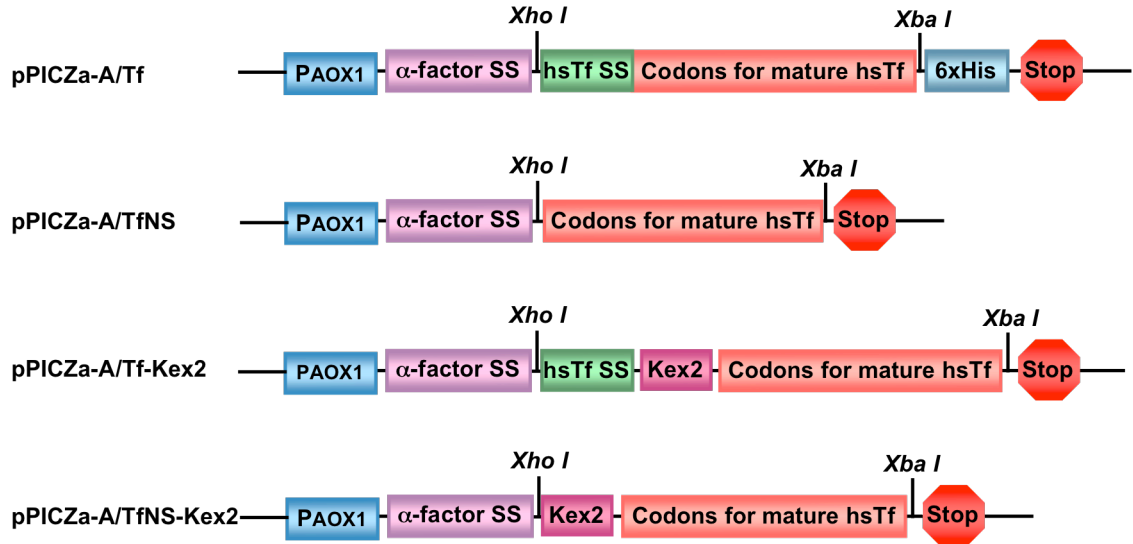 Xho I Xba I
pPICZa-A/Tf PAOX1 α-factor SS hsTf SS Codons for mature hsTf 6xHis Stop
Xho I Xba I
pPICZa-A/TfNS PAOX1 α-factor SS Codons for mature hsTf Stop
Xho I Xba I
pPICZa-A/Tf-Kex2 PAOX1 α-factor SS hsTf SS Kex2 Codons for mature hsTf Stop
Xho I Xba I
pPICZa-A/TfNS-Kex2 PAOX1 α-factor SS Kex2 Codons for mature hsTf Stop